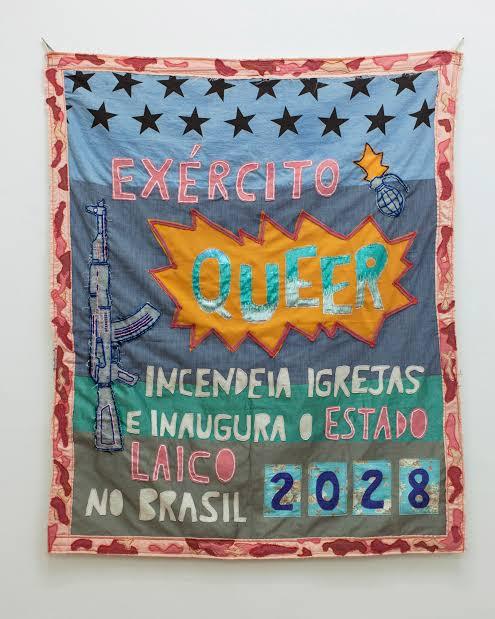 EXÉRCITO
QUEER
INCENDEIA IGREJAS
E INAUGURA O ESTADO
LAICO
NO BRASIL 2028